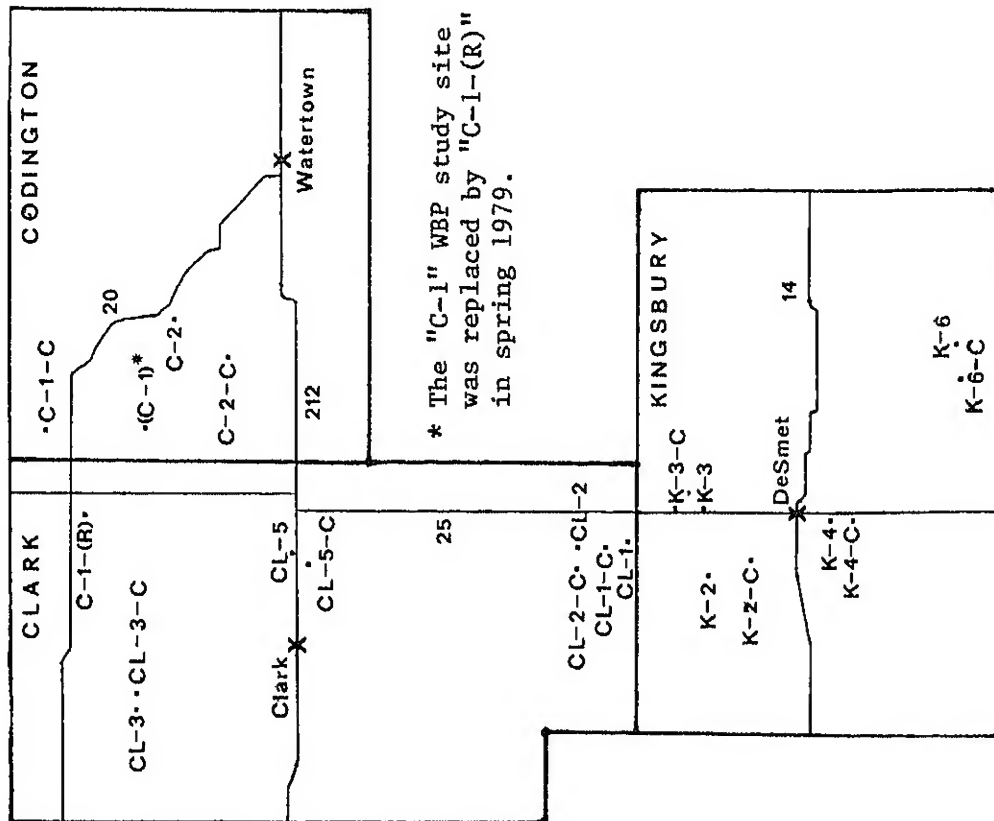 CODINGTON
20
C-1-C
(C-1)*
C-2
C-2-C
212
Watertown
* The "C-1" WBP study site
was replaced by "C-1-(R)"
in spring 1979.
CLARK
C-1-(R)
CL-3
CL-3-C
CL-5
CL-5-C
Clark
25
CL-2-C
CL-2
CL-1-C
CL-1
KINGSBURY
K-3-C
K-3
K-2
K-2-C
DeSmet
14
K-4
K-4-C
K-6
K-6-C